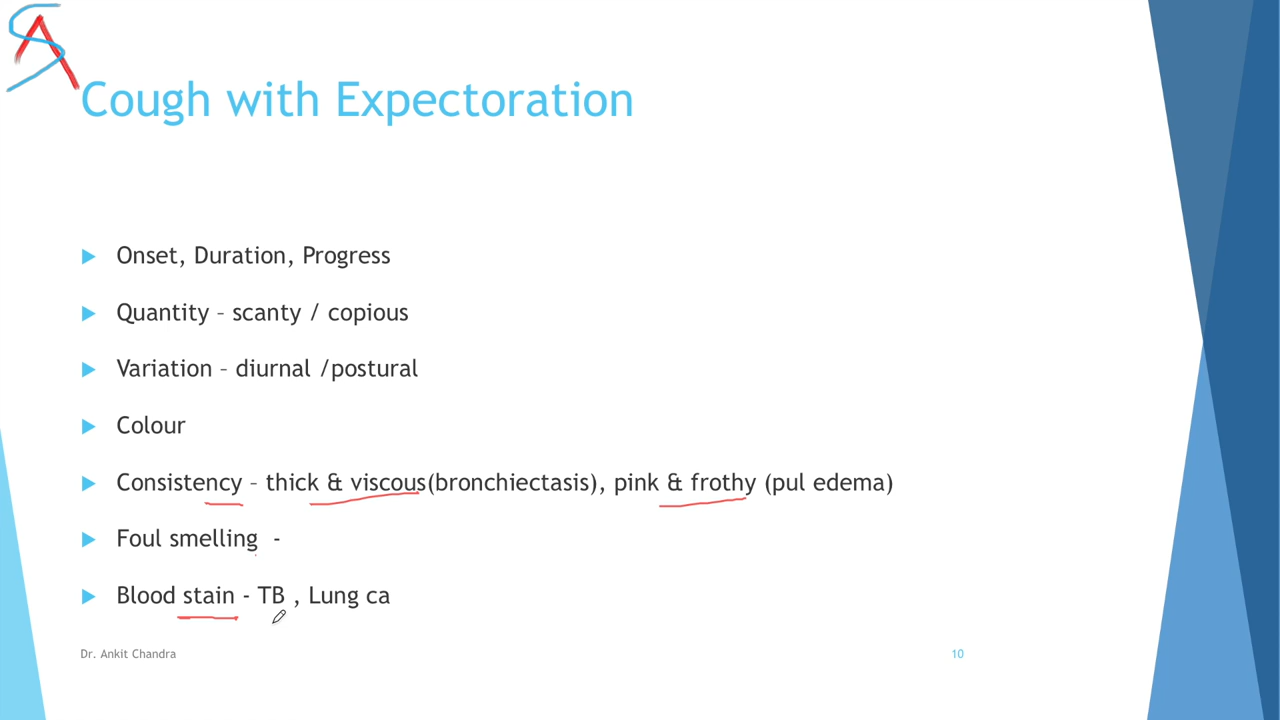 SA
Cough with Expectoration
Onset, Duration, Progress
Quantity – scanty / copious
Variation – diurnal /postural
Colour
Consistency – thick & viscous(bronchiectasis), pink & frothy (pul edema)
Foul smelling -
Blood stain - TB , Lung ca
Dr. Ankit Chandra
10